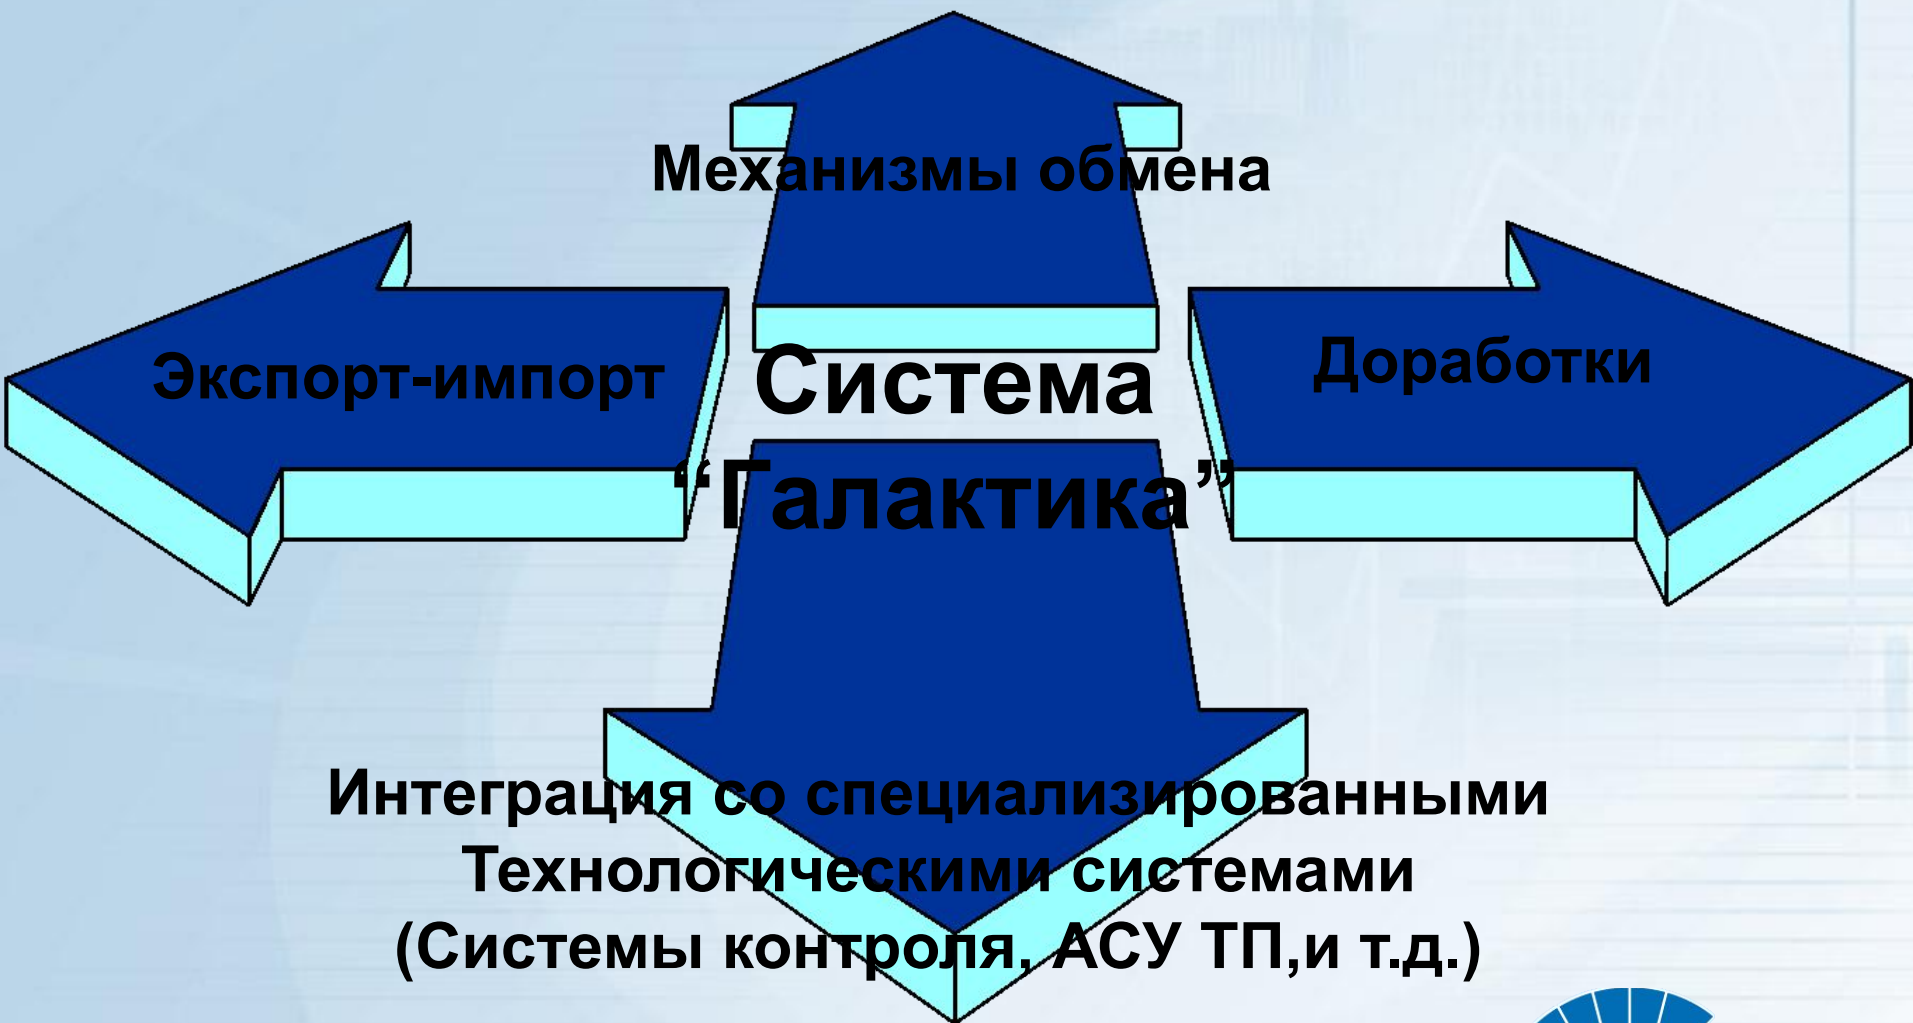 Механизмы обмена
Экспорт-импорт
Система
“Галактика”
Доработки
Интеграция со специализированными
Технологическими системами
(Системы контроля, АСУ ТП,и т.д.)